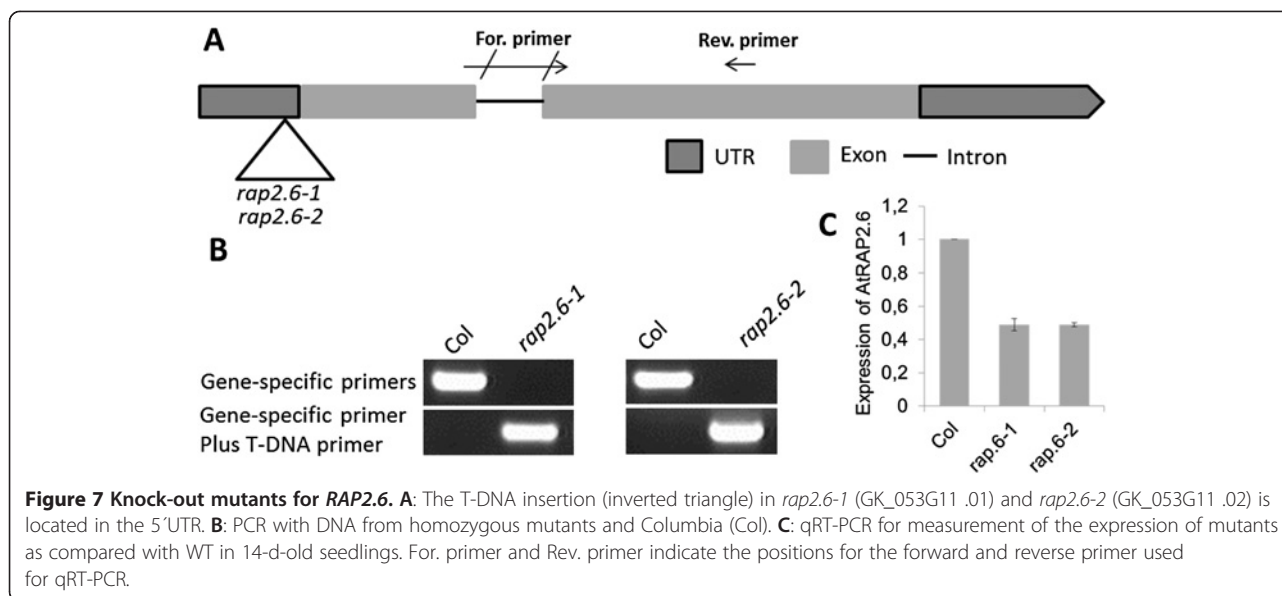 A
For. primer
Rev. primer
UTR
Exon
Intron
rap2.6-1
rap2.6-2
B
Col
rap2.6-1
Col
rap2.6-2
Gene-specific primers
Gene-specific primer
Plus T-DNA primer
C
Expression of AtRAP2.6
1,2
1
0,8
0,6
0,4
0,2
0
Col
rap.6-1
rap.6-2
Figure 7 Knock-out mutants for RAP2.6. A: The T-DNA insertion (inverted triangle) in rap2.6-1 (GK_053G11 .01) and rap2.6-2 (GK_053G11 .02) is
located in the 5´UTR. B: PCR with DNA from homozygous mutants and Columbia (Col). C: qRT-PCR for measurement of the expression of mutants
as compared with WT in 14-d-old seedlings. For. primer and Rev. primer indicate the positions for the forward and reverse primer used
for qRT-PCR.